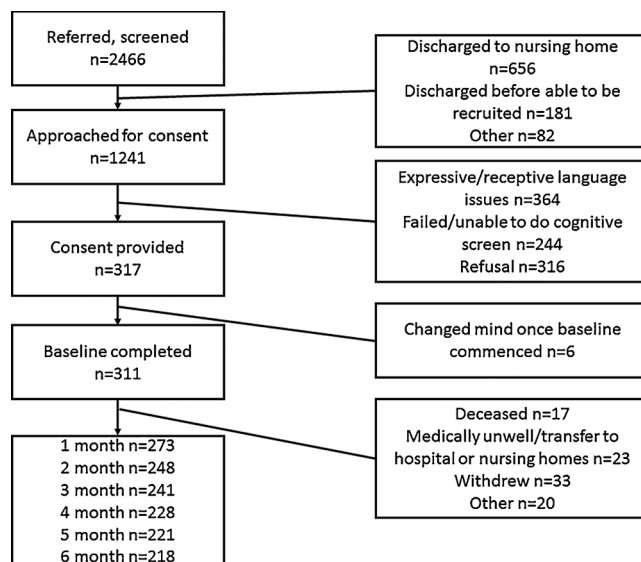 Referred, screened
n=2466
Discharged to nursing home
n=656
Discharged before able to be
recruited n=181
Other n=82
Approached for consent
n=1241
Expressive/receptive language
issues n=364
Failed/unable to do cognitive
screen n=244
Refusal n=316
Consent provided
n=317
Changed mind once baseline
commenced n=6
Baseline completed
n=311
Deceased n=17
Medically unwell/transfer to
hospital or nursing homes n=23
Withdrew n=33
Other n=20
1 month n=273
2 month n=248
3 month n=241
4 month n=228
5 month n=221
6 month n=218